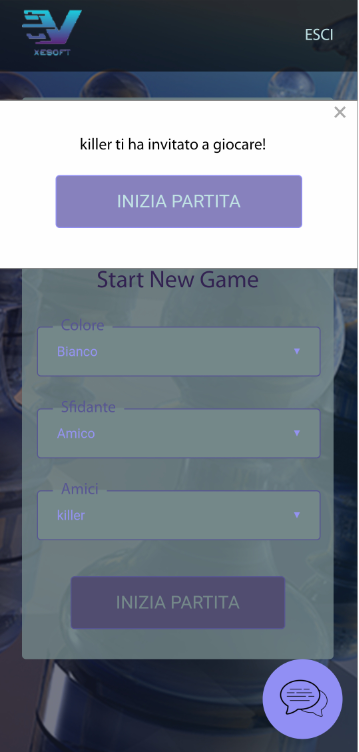 XESOFT
ESCI
×
killer ti ha invitato a giocare!
INIZIA PARTITA
Start New Game
Colore
Bianco
Sfidante
Amico
Amici
killer
INIZIA PARTITA